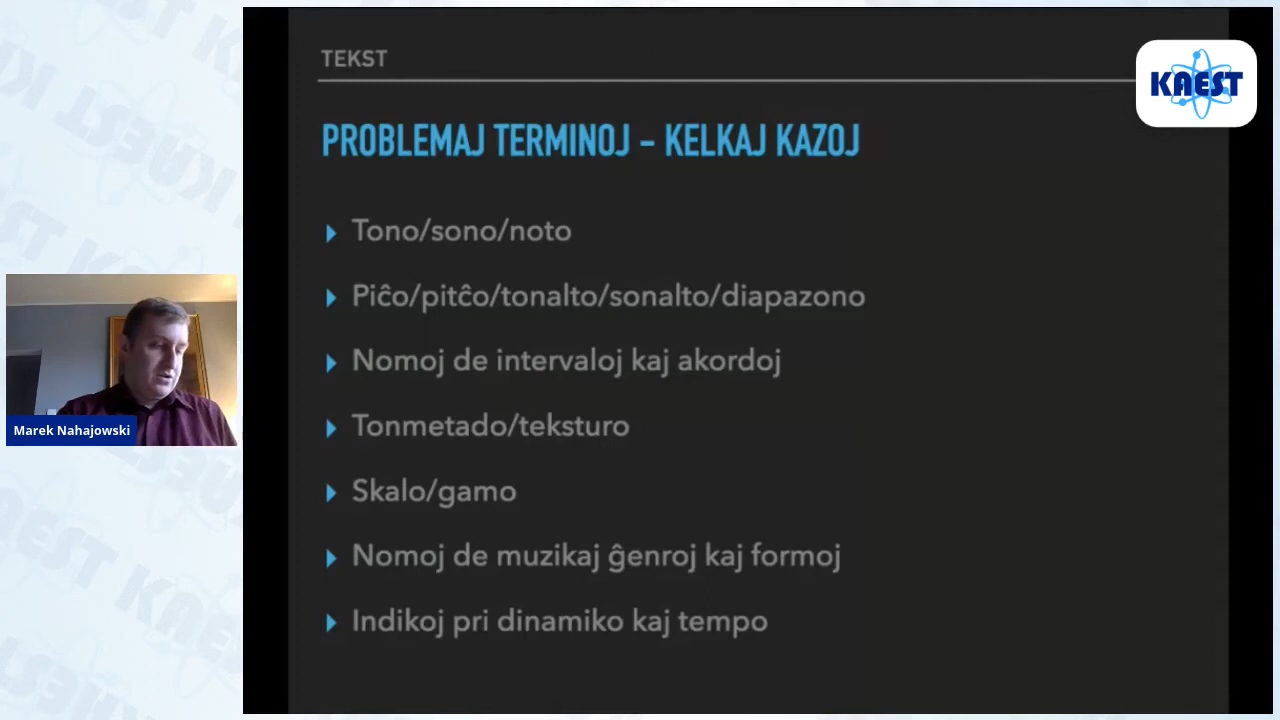 TEKST
KAEST
PROBLEMAJ TERMINOJ – KELKAJ KAZOJ
Tono/sono/noto
Piĉo/pitĉo/tonalto/sonalto/diapazono
Nomoj de intervaloj kaj akordoj
Tonmetado/teksturo
Skalo/gamo
Nomoj de muzikaj ĝenroj kaj formoj
Indikoj pri dinamiko kaj tempo
Marek Nahajowski